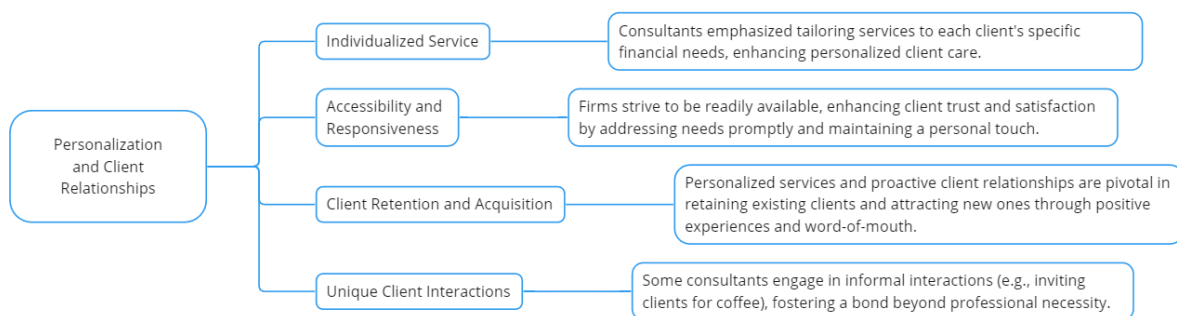 Personalization
and Client
Relationships
Individualized Service
Consultants emphasized tailoring services to each client's specific
financial needs, enhancing personalized client care.
Accessibility and
Responsiveness
Firms strive to be readily available, enhancing client trust and satisfaction
by addressing needs promptly and maintaining a personal touch.
Client Retention and Acquisition
Personalized services and proactive client relationships are pivotal in
retaining existing clients and attracting new ones through positive
experiences and word-of-mouth.
Unique Client Interactions
Some consultants engage in informal interactions (e.g., inviting
clients for coffee), fostering a bond beyond professional necessity.